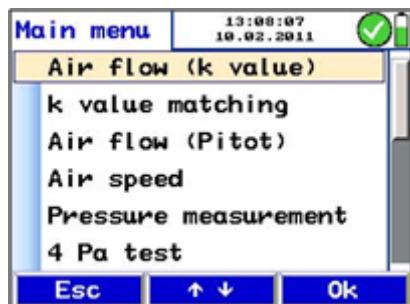 Main menu
13:08:07
10.02.2011
Air flow (k value)
k value matching
Air flow (Pitot)
Air speed
Pressure measurement
4 Pa test
Esc ↑ ↓ Ok